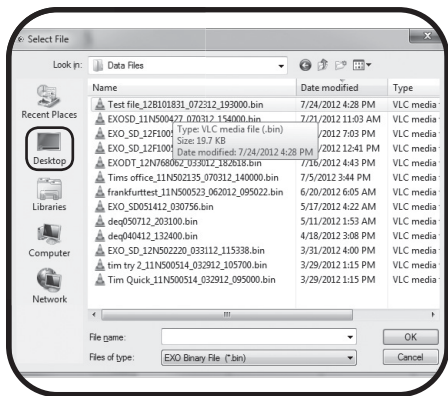 Select File
Look in: Data Files
Name Date modified Type
Recent Places
Desktop
Libraries
Computer
Network
Test file_12B101831_072312_193000.bin 7/24/2012 4:28 PM VLC media
EXOSD_11N500427_070312_154000.bin 7/21/2012 11:03 AM VLC media
EXO_SD_12F100 /2012 7:03 PM VLC media
EXO_SD_12F100 /2012 12:41 PM VLC media
EXODT_12N768062_033012_182618.bin 7/16/2012 4:43 PM VLC media
Type: VLC media file (.bin)
Size: 19.7 KB
Date modified: 7/24/2012 4:28 PM
Tims office_11N502135_070312_140000.bin 7/5/2012 3:44 PM VLC media
frankfurttest_11N500523_062012_095022.bin 6/20/2012 6:05 AM VLC media
EXO_SD051412_030756.bin 5/17/2012 4:22 AM VLC media
deq050712_203100.bin 5/11/2012 1:53 AM VLC media
deq040412_132400.bin 4/18/2012 3:08 PM VLC media
EXO_SD_12N502220_033112_115338.bin 3/31/2012 4:00 PM VLC media
tim try 2_11N500514_032912_105700.bin 3/29/2012 1:15 PM VLC media
Tim Quick_11N500514_032912_095000.bin 3/29/2012 1:15 PM VLC media
File name: OK
Files of type: EXO Binary File (*.bin) Cancel